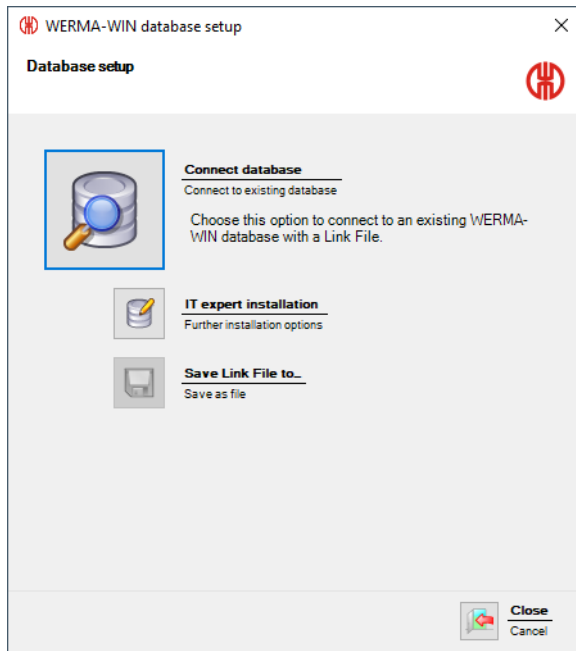 WERMA-WIN database setup
Database setup
Connect database
Connect to existing database
Choose this option to connect to an existing WERMA-
WIN database with a Link File.
IT expert installation
Further installation options
Save Link File to...
Save as file
Close
Cancel